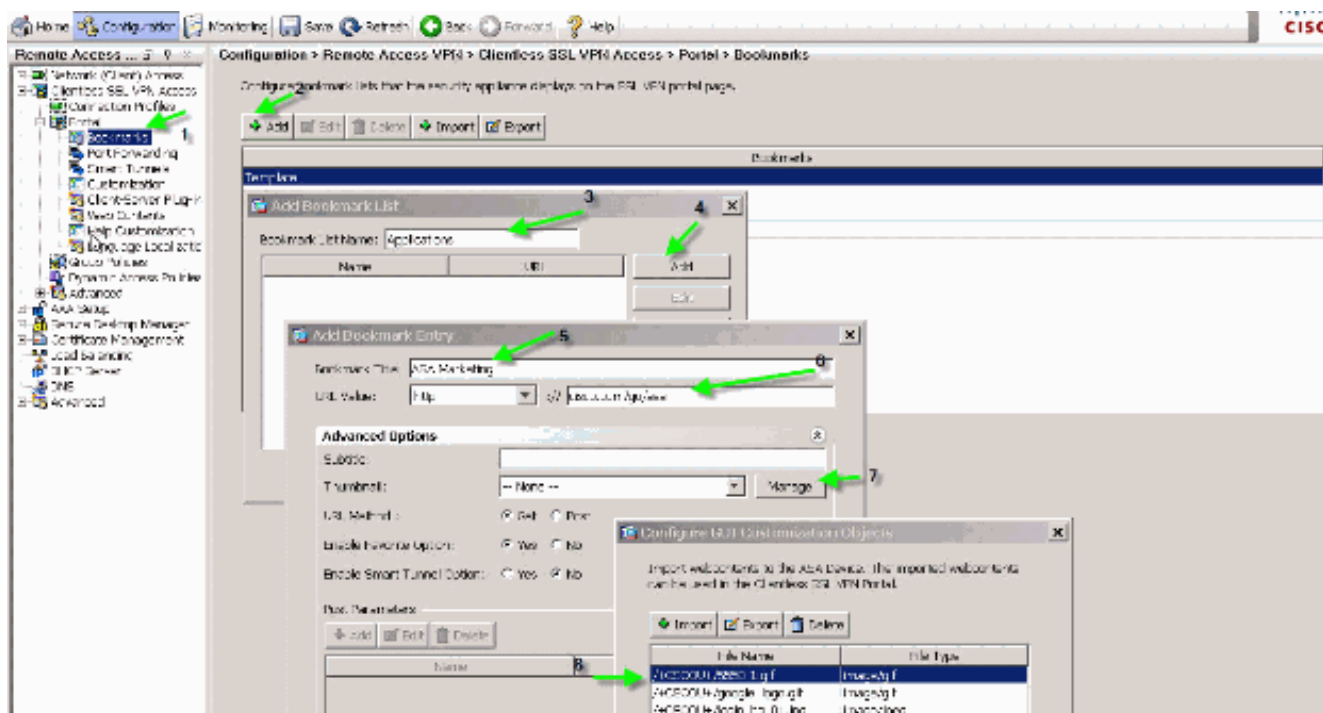 Home Configuration Monitoring Save Refresh Back Forward Help
CISC
Remote Access ...
Configuration > Remote Access VPN > Clientless SSL VPN Access > Portal > Bookmarks
Network (Client) Access
Clientless SSL VPN Access
Connection Profiles
Portal
Bookmarks
Port Forwarding
Smart Tunnels
Customization
Client-Server Plug-in
Web Contents
Help Customization
Language Localizatio
Group Policies
Dynamic Access Policies
Advanced
AAA Setup
Secure Desktop Manager
Certificate Management
Load Balancing
DHCP Server
DNS
Advanced
1
Configure Bookmark Lists that the security appliance displays on the SSL VPN portal page.
2
Add Edit Delete Import Export
Bookmarks
Template
Add Bookmark List
3
4
Bookmark List Name: Applications
Name URL Add
Edit
Add Bookmark Entry
5
Bookmark Title: ASA Marketing
6
URL Value: http ://
Advanced Options
Subtitle:
Thumbnail: -- None -- Manage
7
URL Method : Get Post
Enable Favorite Option: Yes No
Enable Smart Tunnel Option: Yes No
Post Parameters
Add Edit Delete
Name
8
Configure GUI Customization Objects
Import webcontents to the ASA Device. The imported webcontents
can be used in the Clientless SSL VPN Portal.
Import Export Delete
File Name File Type
image/gif
/+CSCOU+/google_logo.gif image/gif
image/jpeg